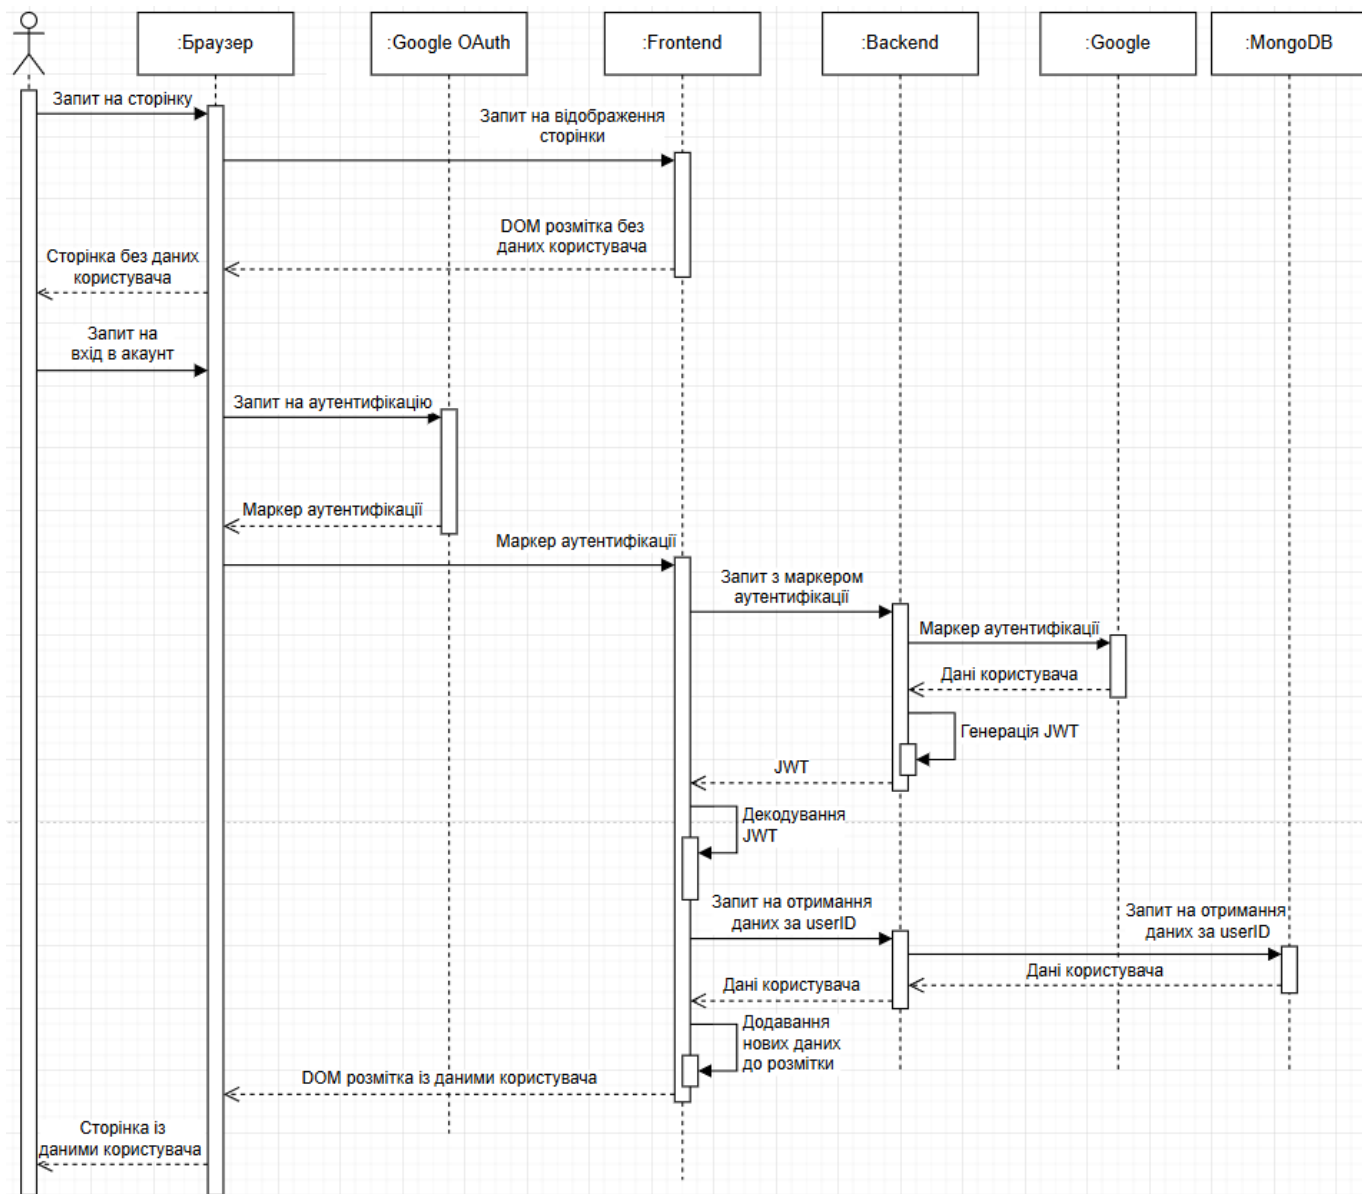 :Браузер
:Google OAuth
:Frontend
:Backend
:Google
:MongoDB
Запит на сторінку
Запит на відображення
сторінки
DOM розмітка без
даних користувача
Сторінка без даних
користувача
Запит на
вхід в акаунт
Запит на аутентифікацію
Маркер аутентифікації
Маркер аутентифікації
Запит з маркером
аутентифікації
Маркер аутентифікації
Дані користувача
Генерація JWT
JWT
Декодування
JWT
Запит на отримання
даних за userID
Запит на отримання
даних за userID
Дані користувача
Дані користувача
Додавання
нових даних
до розмітки
DOM розмітка із даними користувача
Сторінка із
даними користувача